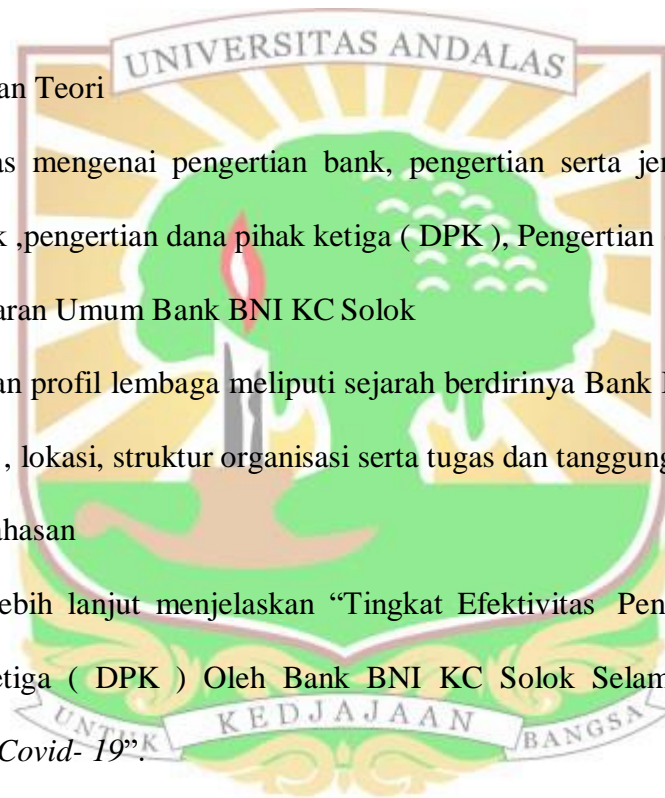 UNIVERSITAS ANDALAS
an Teori
as mengenai pengertian bank, pengertian serta jer
k ,pengertian dana pihak ketiga ( DPK ), Pengertian
aran Umum Bank BNI KC Solok
an profil lembaga meliputi sejarah berdirinya Bank
, lokasi, struktur organisasi serta tugas dan tanggung
ahasan
ebih lanjut menjelaskan “Tingkat Efektivitas Pen
etiga ( DPK ) Oleh Bank BNI KC Solok Selam
Covid- 19”.
UNTUK KEDJAJAAN BANGSA